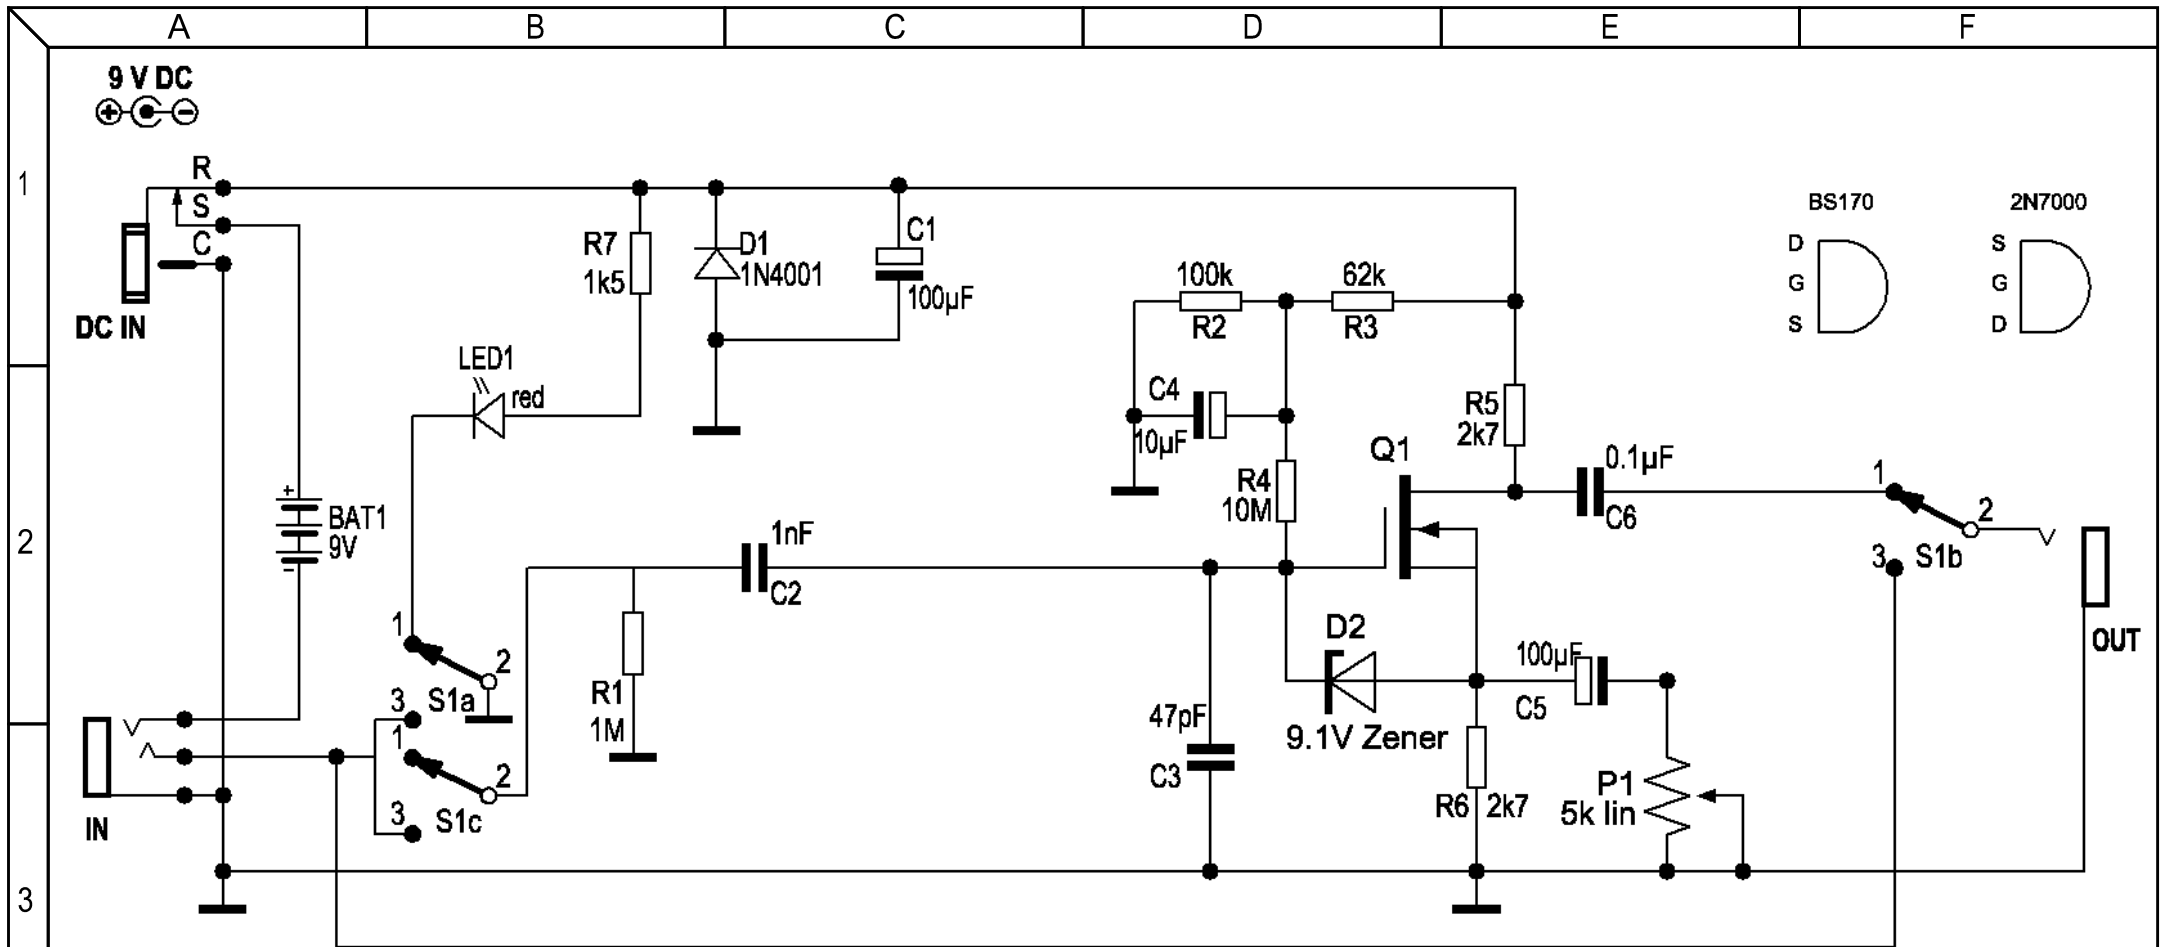 A B C D E F
1
2
3
9 V DC
R
S
C
DC IN
R7
1k5
D1
1N4001
C1
100µF
100k
R2
62k
R3
BS170
D
G
S
2N7000
S
G
D
LED1
red
C4
10µF
R4
10M
Q1
R5
2k7
0.1µF
C6
1
2
3
S1b
OUT
+
BAT1
9V
-
1nF
C2
1
2
3
S1a
1
2
3
S1c
R1
1M
IN
47pF
C3
D2
9.1V Zener
100µF
C5
R6 2k7
P1
5k lin